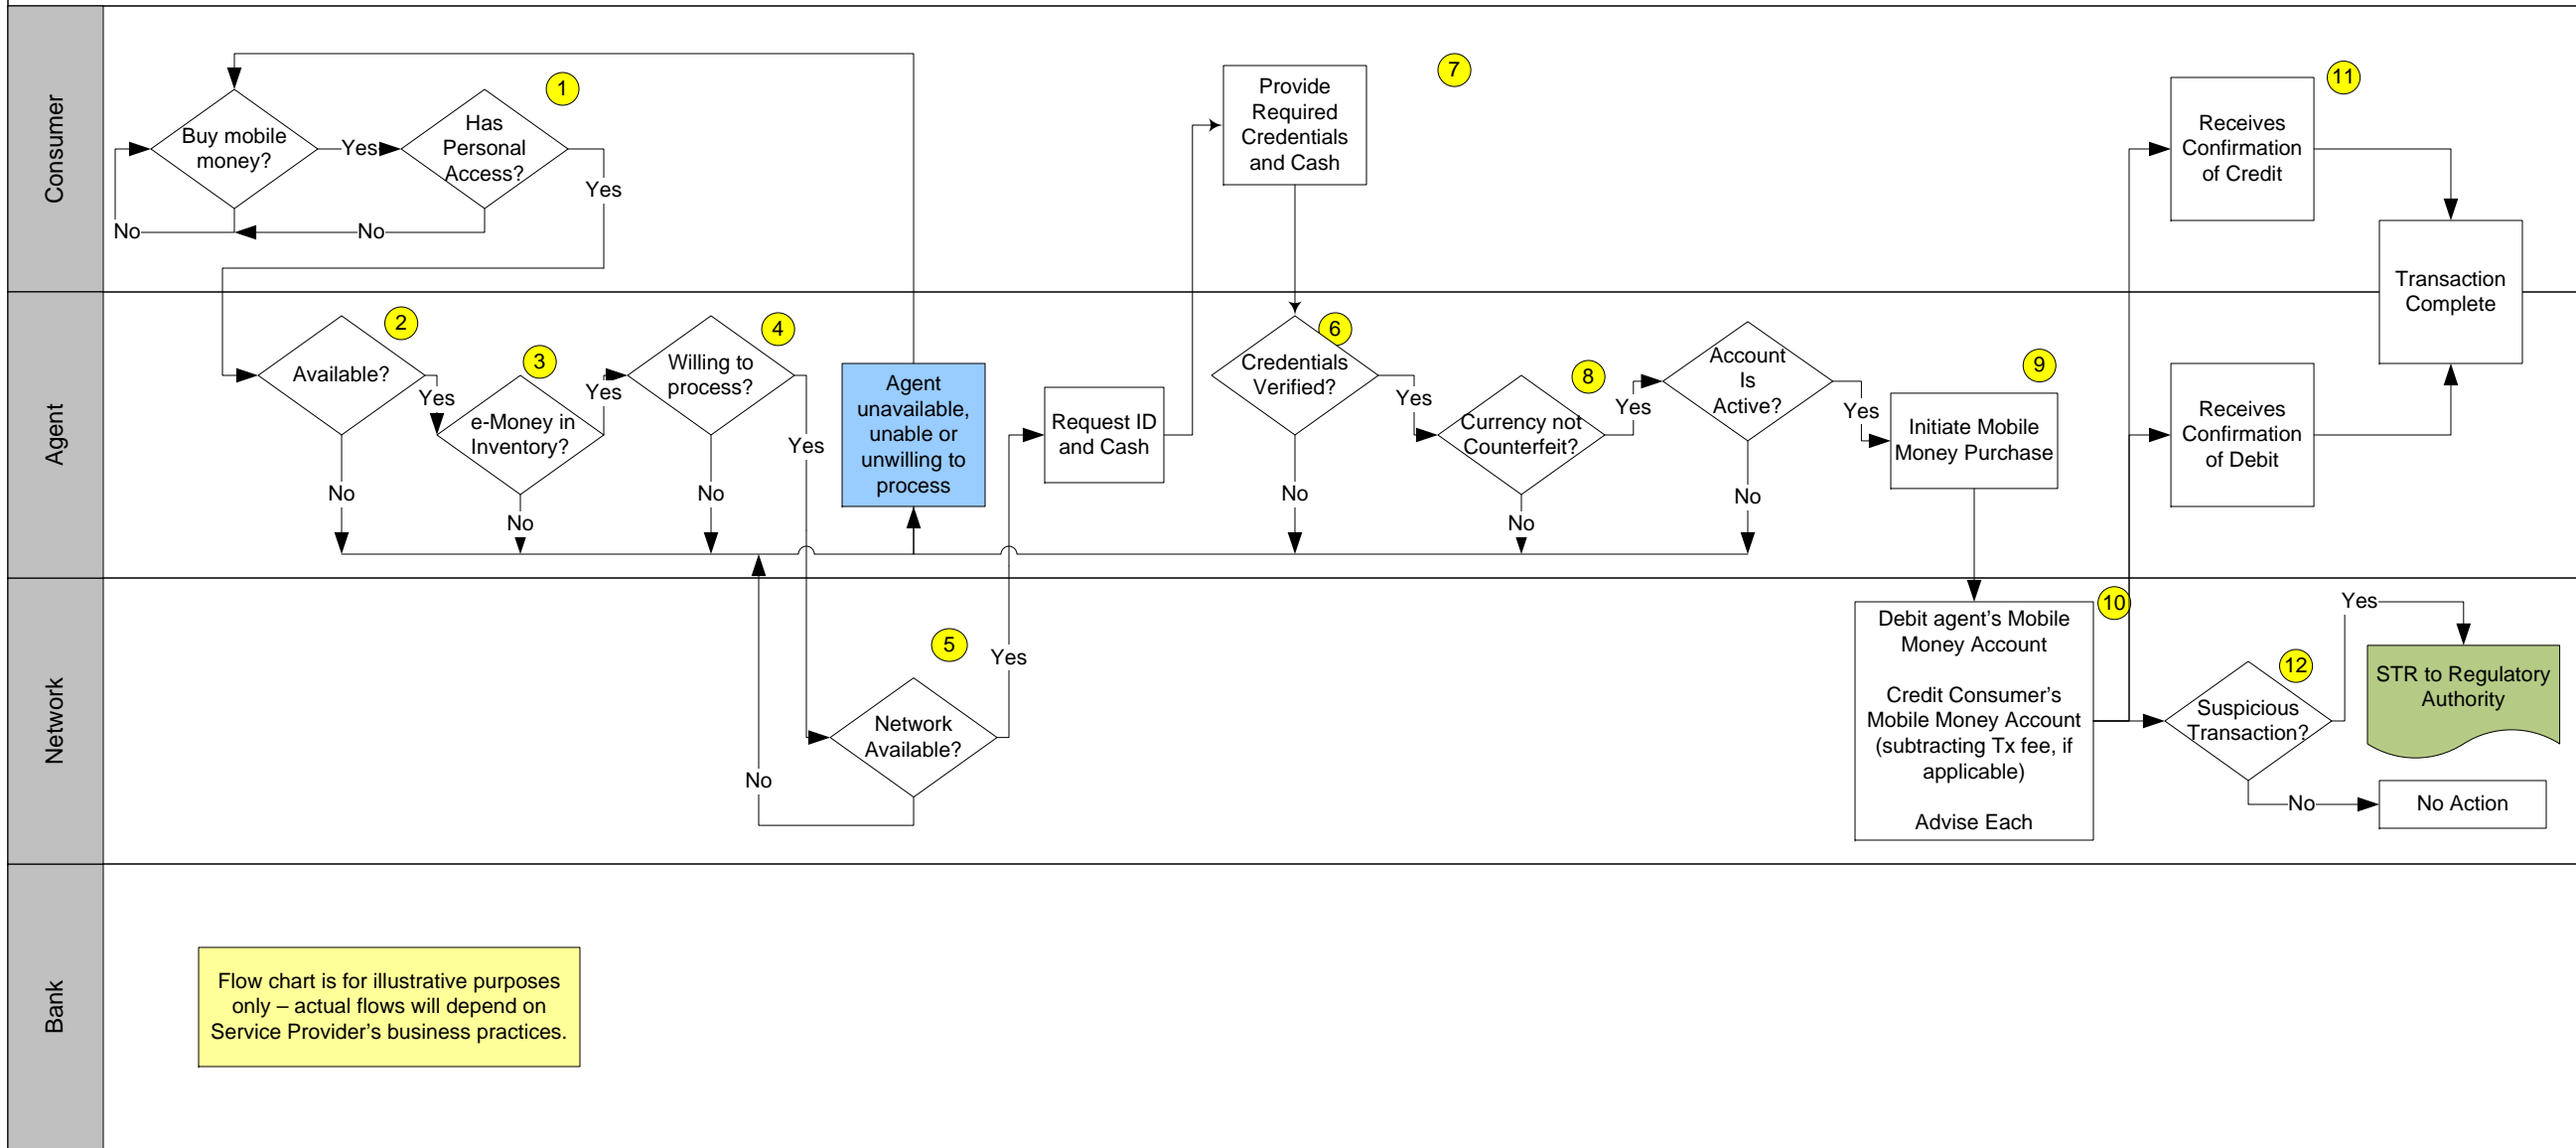 Consumer
Buy mobile
money?
Yes
No
1
Has
Personal
Access?
Yes
No
7
Provide
Required
Credentials
and Cash
11
Receives
Confirmation
of Credit
Transaction
Complete
Agent
2
Available?
Yes
No
3
e-Money in
Inventory?
Yes
No
4
Willing to
process?
Yes
No
Agent
unavailable,
unable or
unwilling to
process
Request ID
and Cash
6
Credentials
Verified?
Yes
No
8
Currency not
Counterfeit?
Yes
No
Account
Is
Active?
Yes
No
9
Initiate Mobile
Money Purchase
Receives
Confirmation
of Debit
Network
5
Network
Available?
Yes
No
10
Debit agent’s Mobile
Money Account
Credit Consumer’s
Mobile Money Account
(subtracting Tx fee, if
applicable)
Advise Each
12
Suspicious
Transaction?
Yes
No
STR to Regulatory
Authority
No Action
Bank
Flow chart is for illustrative purposes
only – actual flows will depend on
Service Provider’s business practices.